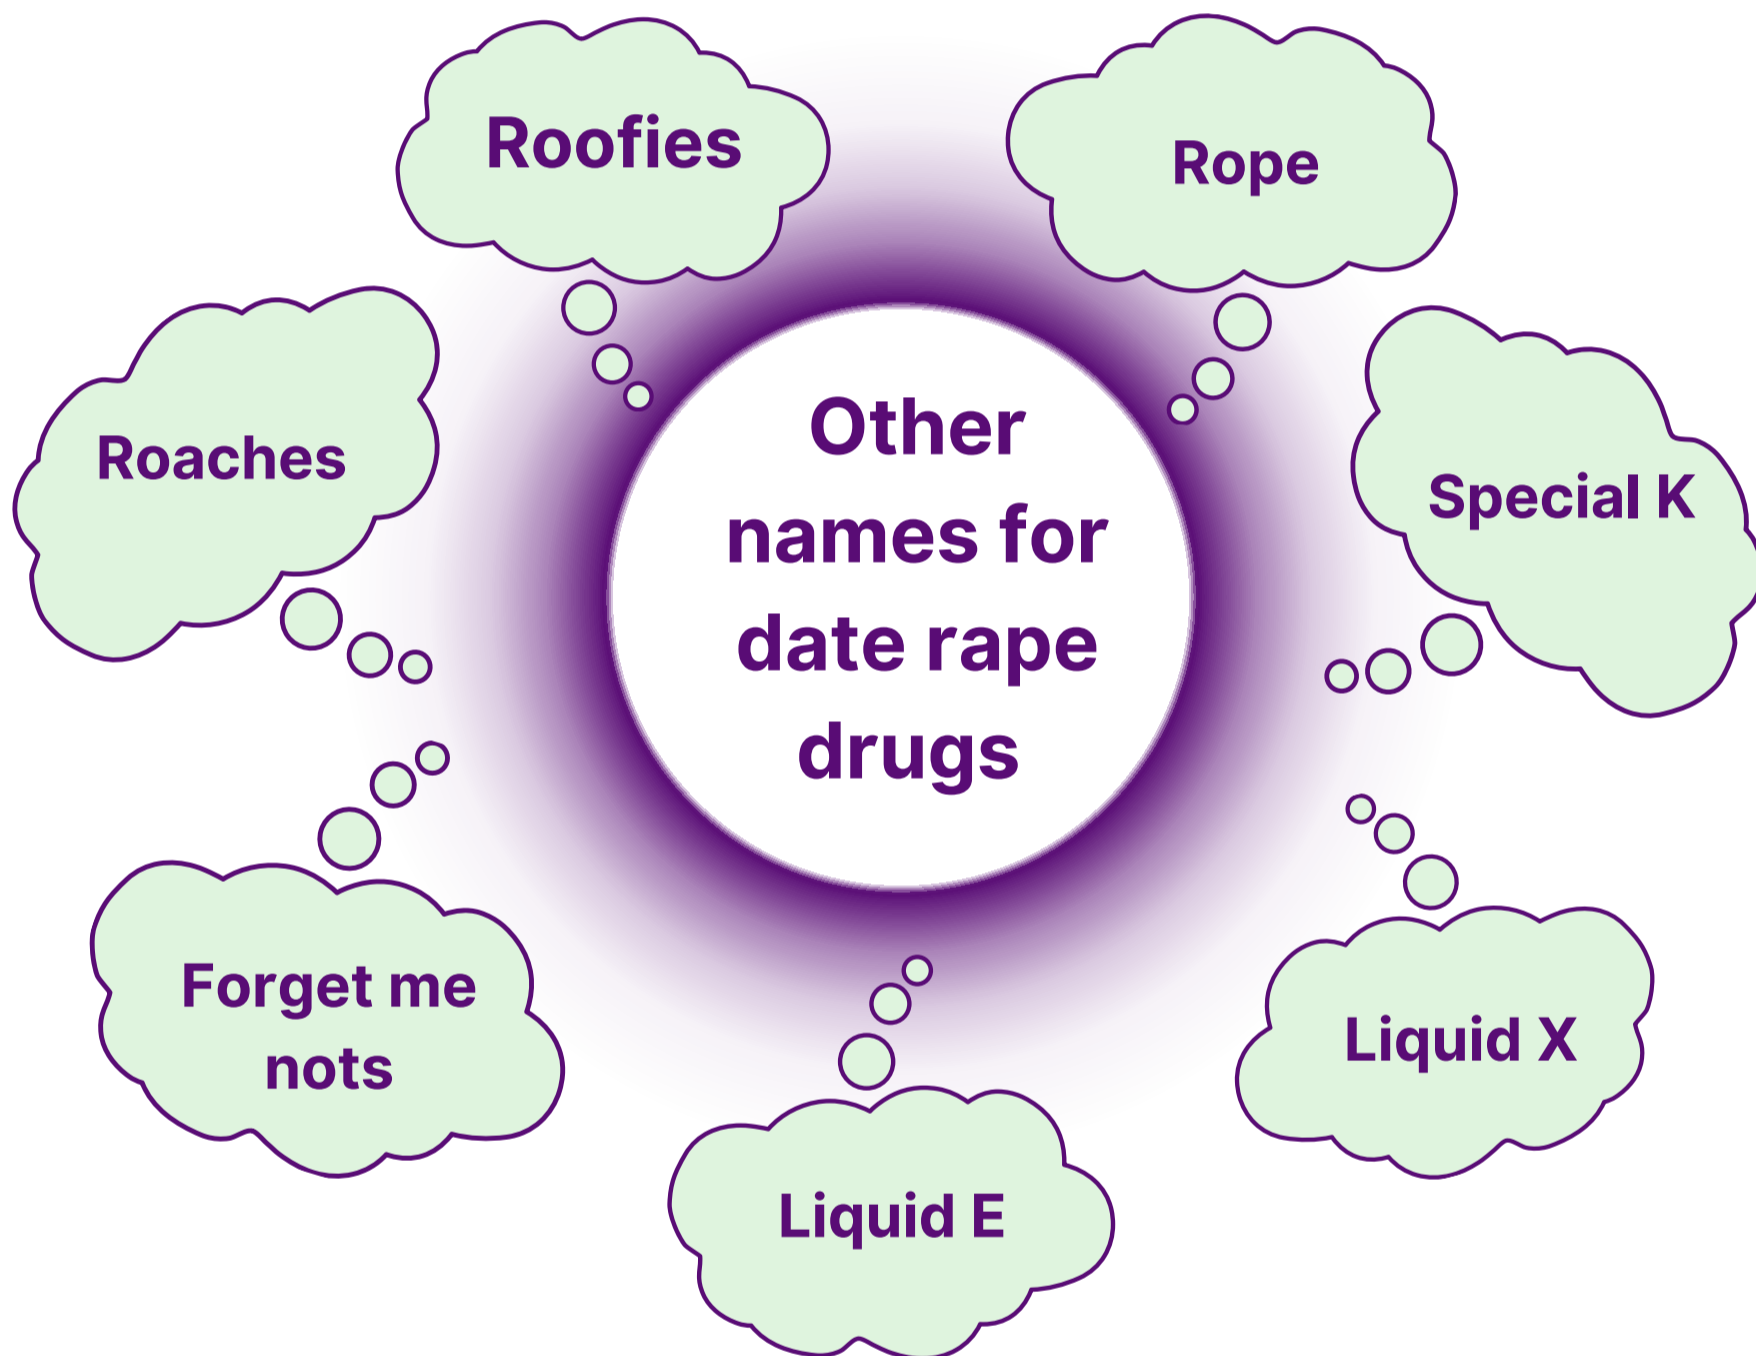 Roofies
Rope
Roaches
Special K
Other
names for
date rape
drugs
Forget me
nots
Liquid X
Liquid E